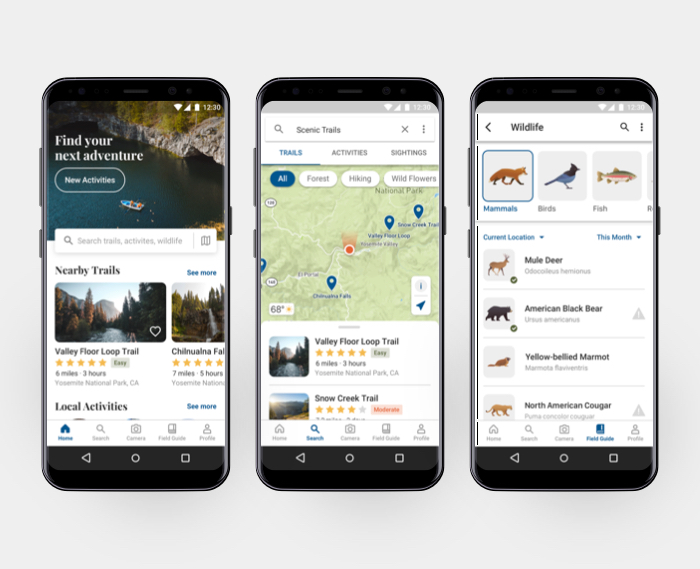 12:30
Find your
next adventure
New Activities
Search trails, activites, wildlife
Nearby Trails
See more
Valley Floor Loop Trail
Easy
6 miles · 3 hours
Yosemite National Park, CA
Chilnualna Fal
7 miles · 5 hours
Yosemite Nationa
Local Activities
See more
Home
Search
Camera
Field Guide
Profile
12:30
Scenic Trails
TRAILS
ACTIVITIES
SIGHTINGS
All
Forest
Hiking
Wild Flowers
National Park
Snow Creek Trail
Valley Floor Loop
Yosemite Valley
El Portal
Chilnualna Falls
68°
Valley Floor Loop Trail
Easy
6 miles · 3 hours
Yosemite National Park, CA
Snow Creek Trail
Moderate
Home
Search
Camera
Field Guide
Profile
12:30
Wildlife
Mammals
Birds
Fish
Current Location
This Month
Mule Deer
Odocoileus hemionus
American Black Bear
Ursus americanus
Yellow-bellied Marmot
Marmota flaviventris
North American Cougar
Puma concolor couguar
Home
Search
Camera
Field Guide
Profile